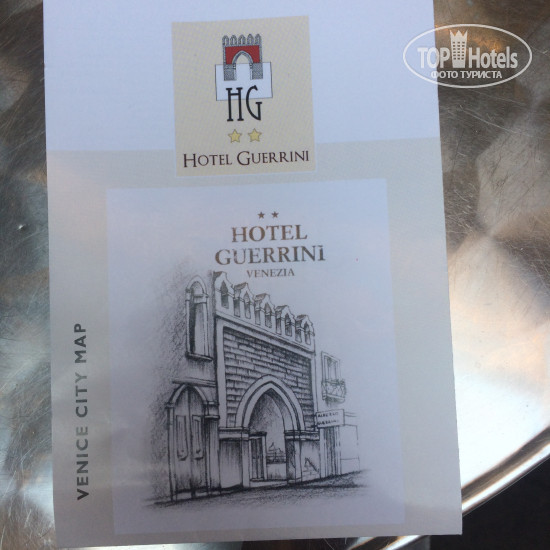 TOP Hotels
ФОТО ТУРИСТА
HG
HOTEL GUERRINI
HOTEL
GUERRINI
VENEZIA
VENICE CITY MAP